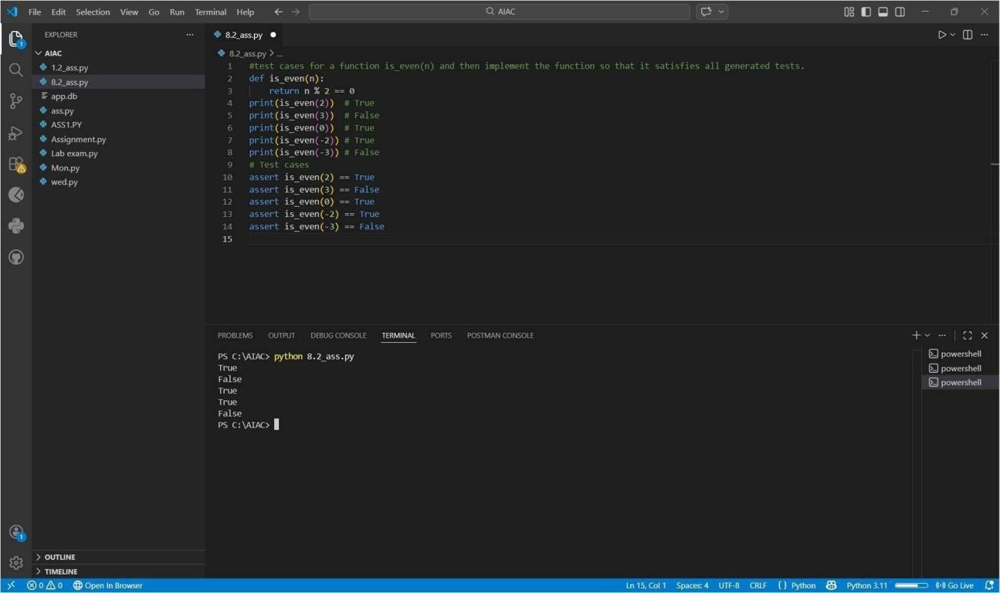 File Edit Selection View Go Run Terminal Help
AIAC
EXPLORER
AIAC
1.2_ass.py
8.2_ass.py
app.db
ass.py
ASS1.PY
Assignment.py
Lab exam.py
Mon.py
wed.py
OUTLINE
TIMELINE
8.2_ass.py
8.2_ass.py > ...
1 #test cases for a function is_even(n) and then implement the function so that it satisfies all generated tests.
2 def is_even(n):
3     return n % 2 == 0
4 print(is_even(2))  # True
5 print(is_even(3))  # False
6 print(is_even(0))  # True
7 print(is_even(-2)) # True
8 print(is_even(-3)) # False
9 # Test cases
10 assert is_even(2) == True
11 assert is_even(3) == False
12 assert is_even(0) == True
13 assert is_even(-2) == True
14 assert is_even(-3) == False
15
PROBLEMS OUTPUT DEBUG CONSOLE TERMINAL PORTS POSTMAN CONSOLE
PS C:\AIAC> python 8.2_ass.py
True
False
True
True
False
PS C:\AIAC>
powershell
powershell
powershell
1
1
0 0 Open In Browser
Ln 15, Col 1 Spaces: 4 UTF-8 CRLF { } Python Python 3.11 Go Live